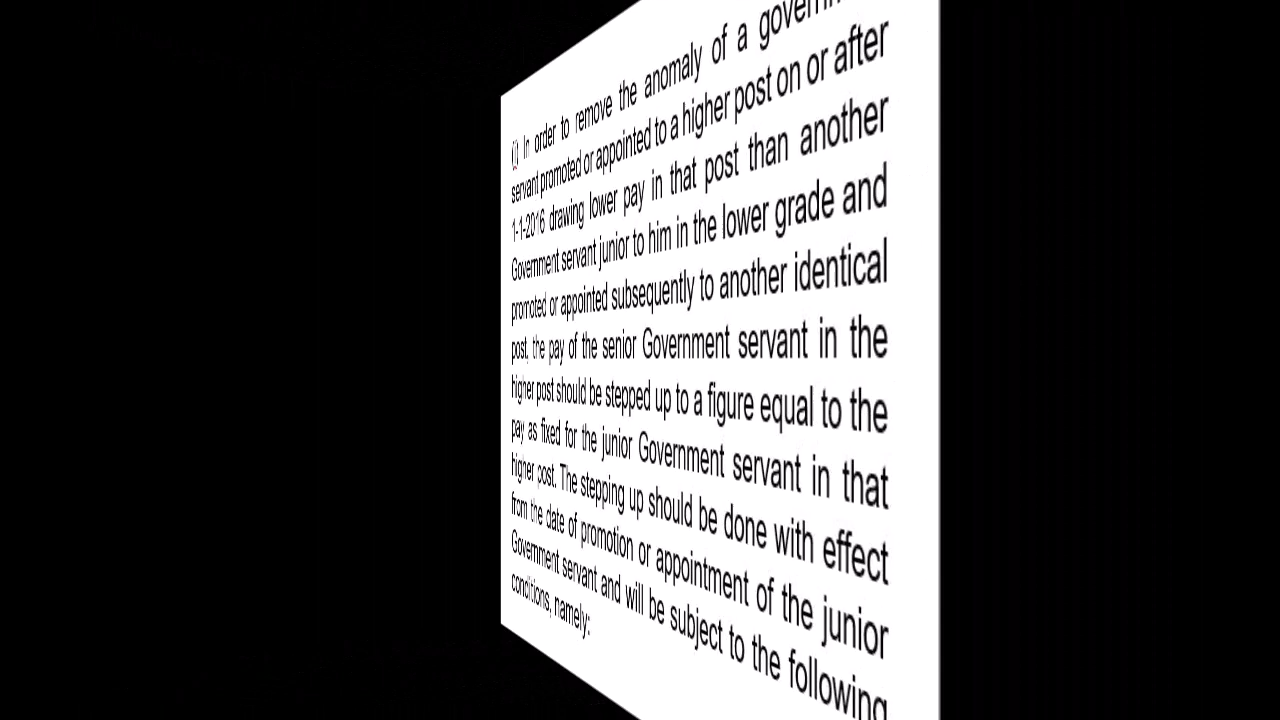 (i) In order to remove the anomaly of a
servant promoted or appointed to a higher post on or after
1-1-2016 drawing lower pay in that post than another
Government servant junior to him in the lower grade and
promoted or appointed subsequently to another identical
post, the pay of the senior Government servant in the
higher post should be stepped up to a figure equal to the
pay as fixed for the junior Government servant in that
higher post. The stepping up should be done with effect
from the date of promotion or appointment of the junior
Government servant and will be subject to the following
conditions, namely: